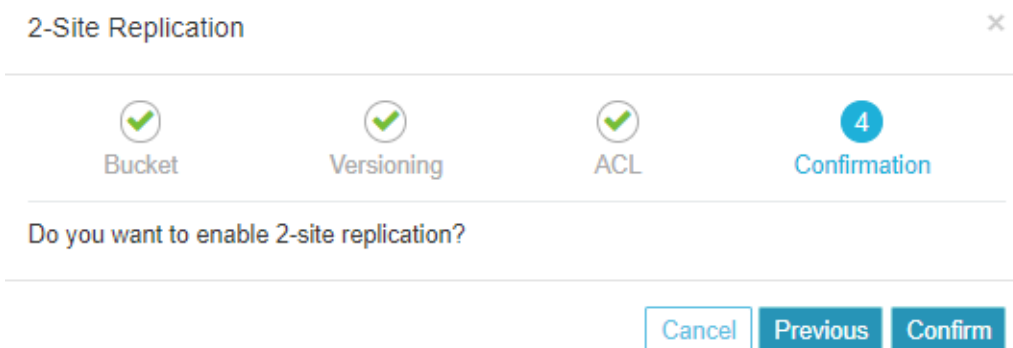 2-Site Replication
×
4
Bucket Versioning ACL Confirmation
Do you want to enable 2-site replication?
Cancel Previous Confirm